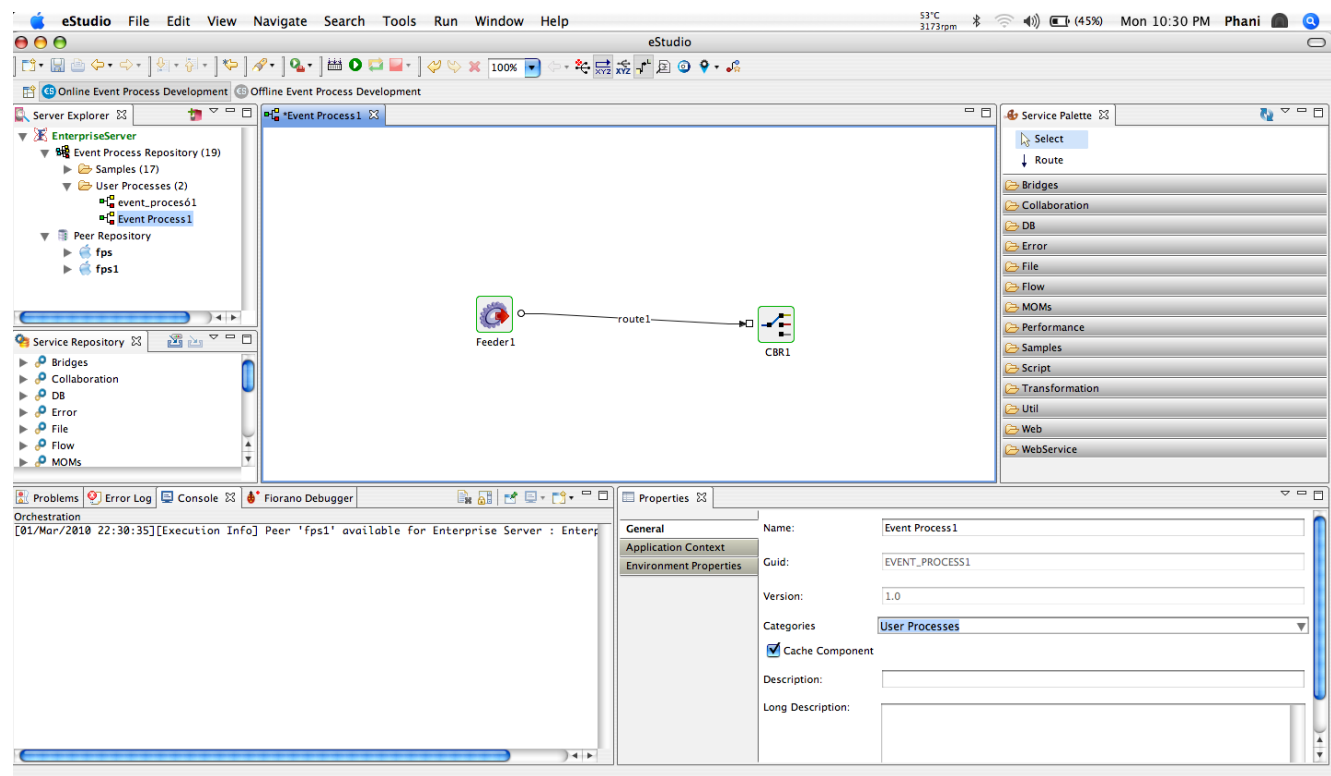 eStudio File Edit View Navigate Search Tools Run Window Help 53°C 3173rpm (45%) Mon 10:30 PM Phani
eStudio
100% XYZ XYZ
Online Event Process Development Offline Event Process Development
Server Explorer
EnterpriseServer
Event Process Repository (19)
Samples (17)
User Processes (2)
event_procesó1
Event Process1
Peer Repository
fps
fps1
Service Repository
Bridges
Collaboration
DB
Error
File
Flow
MOMs
*Event Process1
Feeder1
route1
CBR1
Service Palette
Select
Route
Bridges
Collaboration
DB
Error
File
Flow
MOMs
Performance
Samples
Script
Transformation
Util
Web
WebService
Problems Error Log Console Fiorano Debugger
Orchestration
[01/Mar/2010 22:30:35][Execution Info] Peer 'fps1' available for Enterprise Server : Enterp
Properties
General
Application Context
Environment Properties
Name: Event Process1
Guid: EVENT_PROCESS1
Version: 1.0
Categories User Processes
Cache Component
Description:
Long Description: